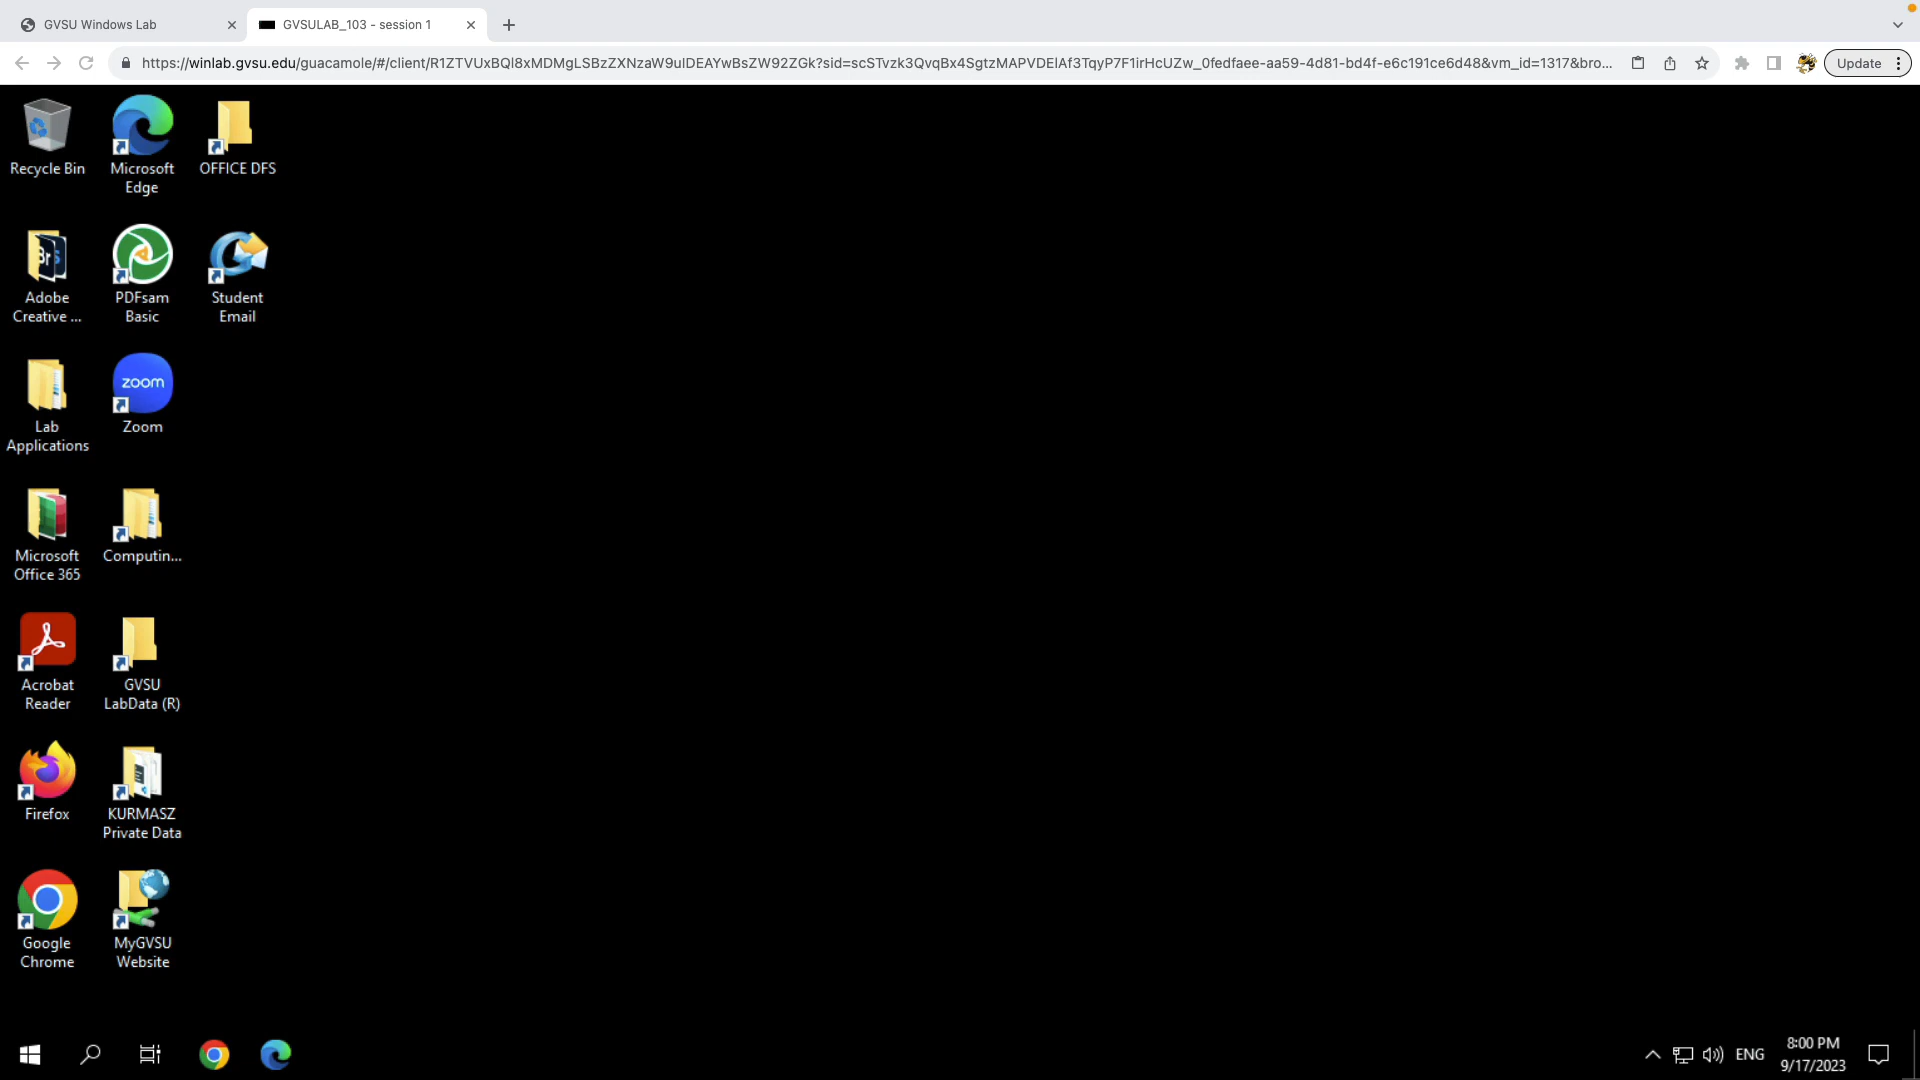 GVSU Windows Lab
GVSULAB_103 - session 1
https://winlab.gvsu.edu/guacamole/#/client/R1ZTVUxBQl8xMDMgLSBzZXNzaW9uIDEAYwBsZW92ZGk?sid=scSTvzk3QvqBx4SgtzMAPVDElAf3TqyP7F1irHcUZw_0fedfaee-aa59-4d81-bd4f-e6c191ce6d48&vm_id=1317&bro...
Update
Recycle Bin
Microsoft
Edge
OFFICE DFS
Adobe
Creative ...
PDFsam
Basic
Student
Email
Lab
Applications
zoom
Zoom
Microsoft
Office 365
Computin...
Acrobat
Reader
GVSU
LabData (R)
Firefox
KURMASZ
Private Data
Google
Chrome
MyGVSU
Website
ENG
8:00 PM
9/17/2023